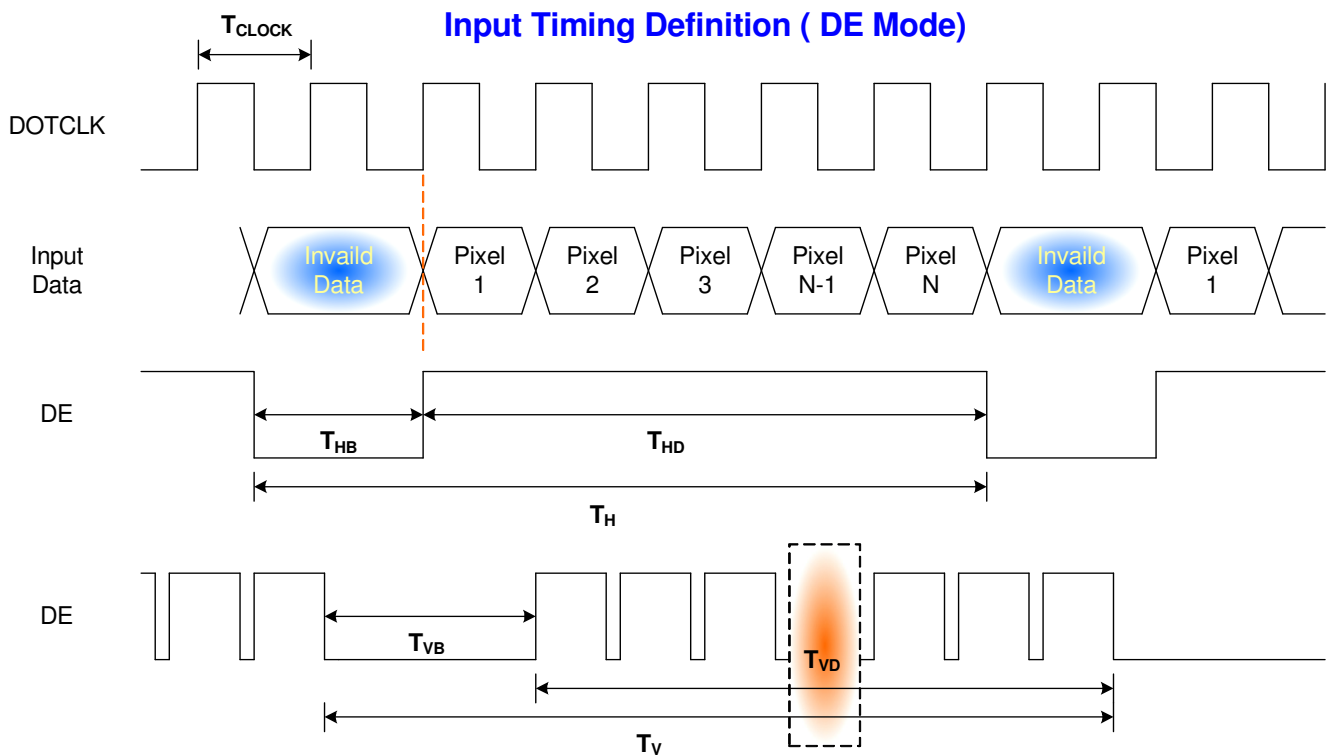 Input Timing Definition ( DE Mode)
TCLOCK
DOTCLK
Input
Data
Invaild
Data
Pixel
1
Pixel
2
Pixel
3
Pixel
N-1
Pixel
N
Invaild
Data
Pixel
1
DE
THB
THD
TH
DE
TVB
TVD
TV